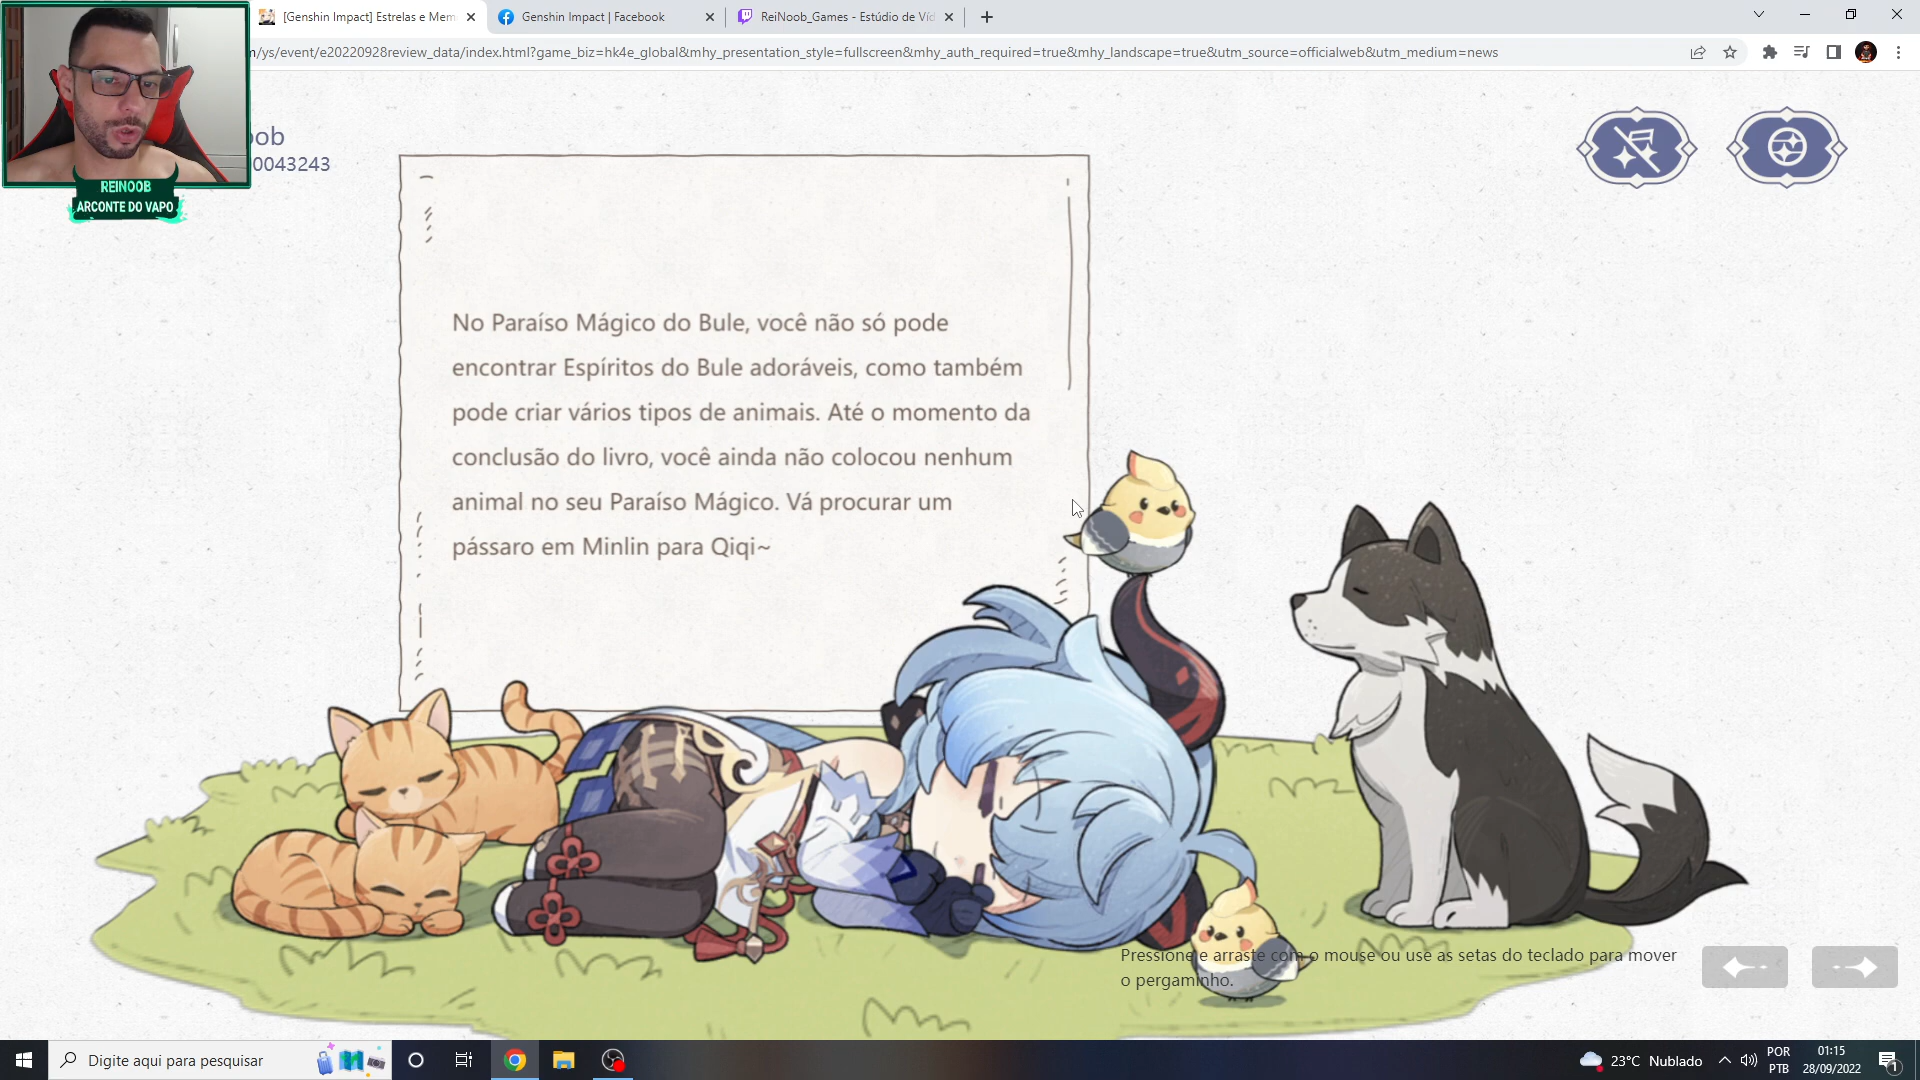 [Genshin Impact] Estrelas e Mem
Genshin Impact | Facebook
ReiNoob_Games - Estúdio de Víd
m/ys/event/e20220928review_data/index.html?game_biz=hk4e_global&mhy_presentation_style=fullscreen&mhy_auth_required=true&mhy_landscape=true&utm_source=officialweb&utm_medium=news
oob
0043243
REINOOB
ARCONTE DO VAPO
No Paraíso Mágico do Bule, você não só pode
encontrar Espíritos do Bule adoráveis, como também
pode criar vários tipos de animais. Até o momento da
conclusão do livro, você ainda não colocou nenhum
animal no seu Paraíso Mágico. Vá procurar um
pássaro em Minlin para Qiqi~
Pressione e arraste com o mouse ou use as setas do teclado para mover
o pergaminho.
Digite aqui para pesquisar
23°C Nublado
POR
PTB
01:15
28/09/2022
1